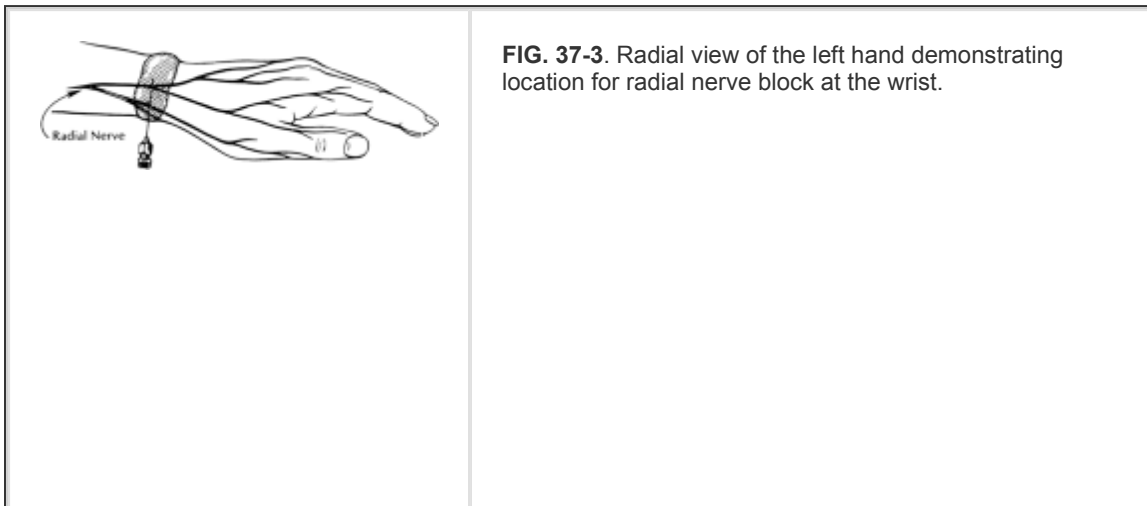 Radial Nerve
FIG. 37-3. Radial view of the left hand demonstrating
location for radial nerve block at the wrist.